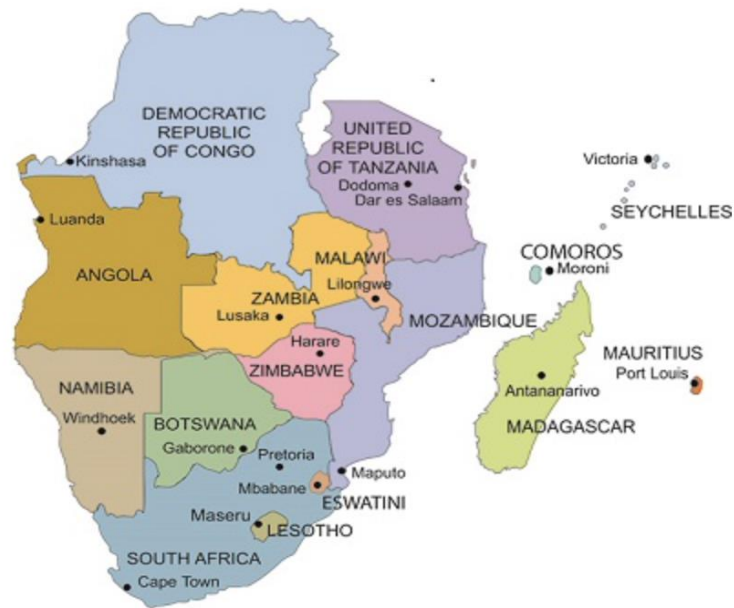 DEMOCRATIC
REPUBLIC
OF CONGO
Kinshasa
UNITED
REPUBLIC
OF TANZANIA
Dodoma
Dar es Salaam
Victoria
SEYCHELLES
Luanda
ANGOLA
MALAWI
Lilongwe
COMOROS
Moroni
ZAMBIA
Lusaka
MOZAMBIQUE
Harare
ZIMBABWE
MAURITIUS
Port Louis
NAMIBIA
Windhoek
Antananarivo
MADAGASCAR
BOTSWANA
Gaborone
Pretoria
Maputo
Mbabane
ESWATINI
Maseru
LESOTHO
SOUTH AFRICA
Cape Town